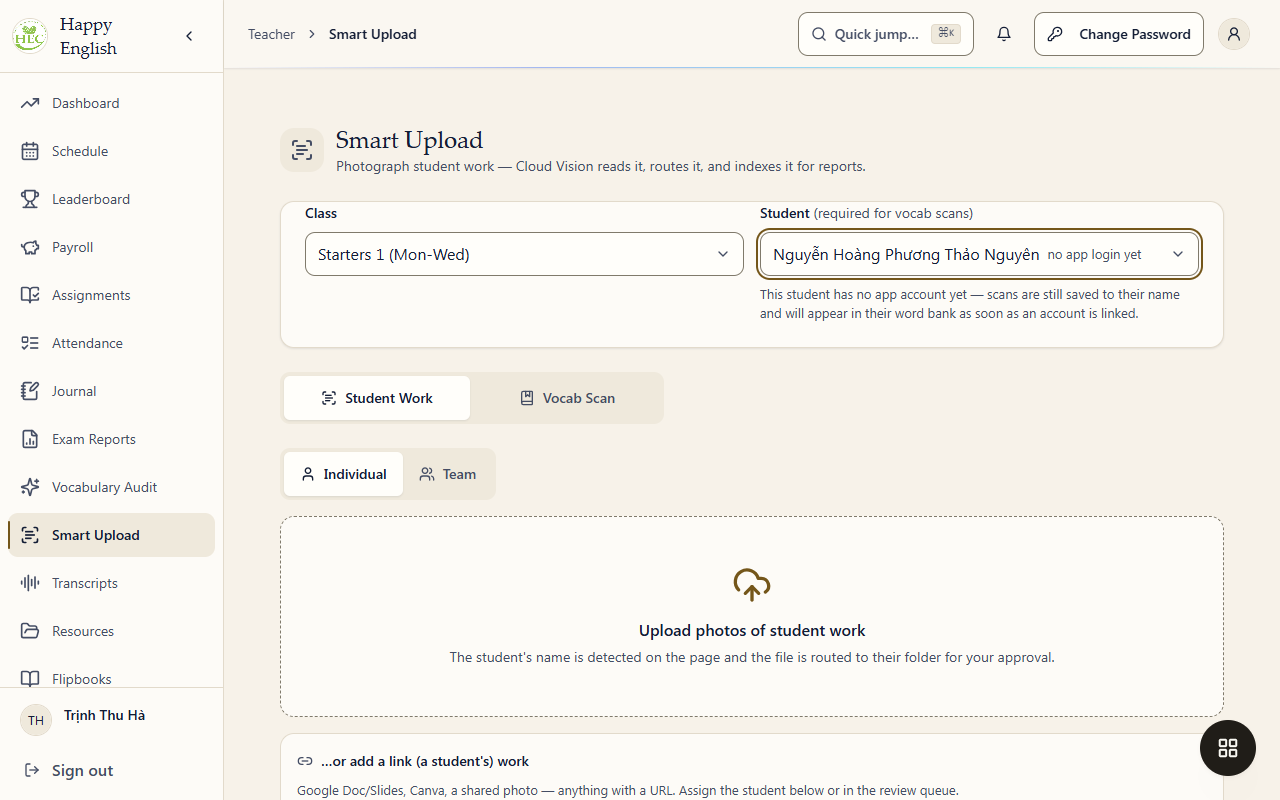 HEC
Happy
English
Teacher
Smart Upload
Quick jump...
⌘K
Change Password
Dashboard
Schedule
Leaderboard
Payroll
Assignments
Attendance
Journal
Exam Reports
Vocabulary Audit
Smart Upload
Transcripts
Resources
Flipbooks
TH
Trịnh Thu Hà
Sign out
Smart Upload
Photograph student work — Cloud Vision reads it, routes it, and indexes it for reports.
Class
Starters 1 (Mon-Wed)
Student (required for vocab scans)
Nguyễn Hoàng Phương Thảo Nguyên no app login yet
This student has no app account yet — scans are still saved to their name
and will appear in their word bank as soon as an account is linked.
Student Work
Vocab Scan
Individual
Team
Upload photos of student work
The student's name is detected on the page and the file is routed to their folder for your approval.
...or add a link (a student's) work
Google Doc/Slides, Canva, a shared photo — anything with a URL. Assign the student below or in the review queue.